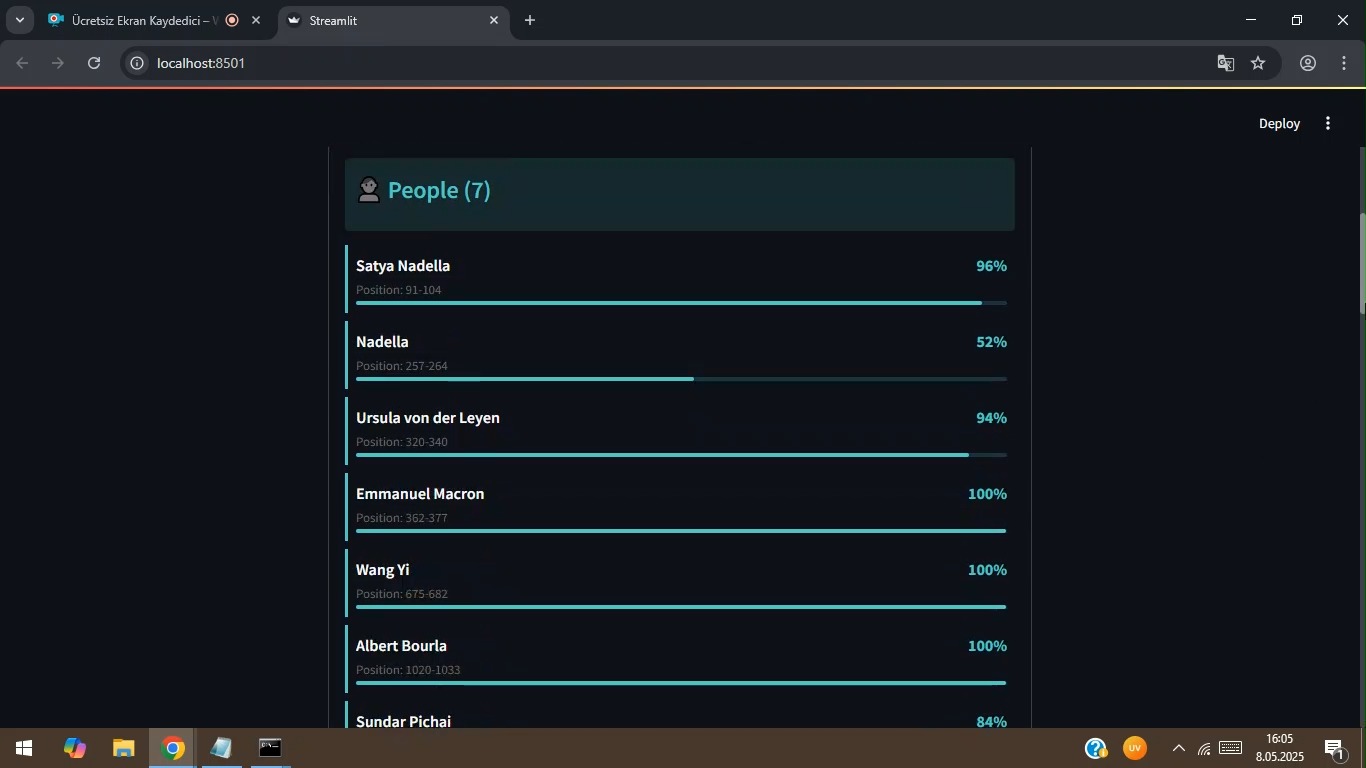 Ücretsiz Ekran Kaydedici –
Streamlit
localhost:8501
Deploy
People (7)
Satya Nadella 96%
Position: 91-104
Nadella 52%
Position: 257-264
Ursula von der Leyen 94%
Position: 320-340
Emmanuel Macron 100%
Position: 362-377
Wang Yi 100%
Position: 675-682
Albert Bourla 100%
Position: 1020-1033
Sundar Pichai 84%
UV
16:05
8.05.2025
1